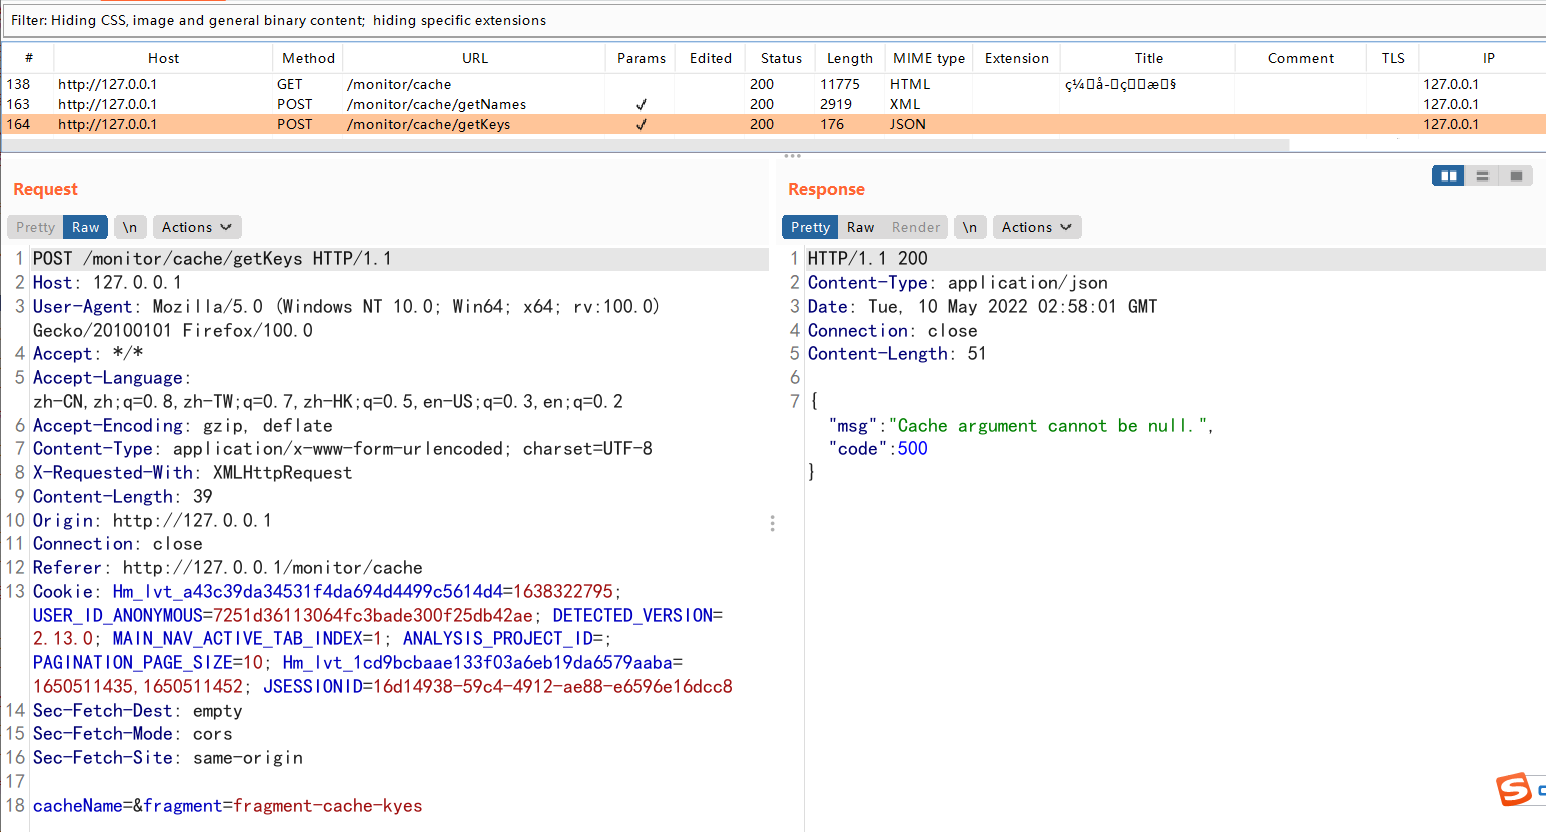 Filter: Hiding CSS, image and general binary content; hiding specific extensions
# Host Method URL Params Edited Status Length MIME type Extension Title Comment TLS IP
138 http://127.0.0.1 GET /monitor/cache 200 11775 HTML 127.0.0.1
163 http://127.0.0.1 POST /monitor/cache/getNames ✓ 200 2919 XML 127.0.0.1
164 http://127.0.0.1 POST /monitor/cache/getKeys ✓ 200 176 JSON 127.0.0.1
Request
Pretty Raw \n Actions
1 POST /monitor/cache/getKeys HTTP/1.1
2 Host: 127.0.0.1
3 User-Agent: Mozilla/5.0 (Windows NT 10.0; Win64; x64; rv:100.0)
Gecko/20100101 Firefox/100.0
4 Accept: */*
5 Accept-Language:
zh-CN,zh;q=0.8,zh-TW;q=0.7,zh-HK;q=0.5,en-US;q=0.3,en;q=0.2
6 Accept-Encoding: gzip, deflate
7 Content-Type: application/x-www-form-urlencoded; charset=UTF-8
8 X-Requested-With: XMLHttpRequest
9 Content-Length: 39
10 Origin: http://127.0.0.1
11 Connection: close
12 Referer: http://127.0.0.1/monitor/cache
13 Cookie: Hm_lvt_a43c39da34531f4da694d4499c5614d4=1638322795;
USER_ID_ANONYMOUS=7251d36113064fc3bade300f25db42ae; DETECTED_VERSION=
2.13.0; MAIN_NAV_ACTIVE_TAB_INDEX=1; ANALYSIS_PROJECT_ID=;
PAGINATION_PAGE_SIZE=10; Hm_lvt_1cd9bcbaae133f03a6eb19da6579aaba=
1650511435,1650511452; JSESSIONID=16d14938-59c4-4912-ae88-e6596e16dcc8
14 Sec-Fetch-Dest: empty
15 Sec-Fetch-Mode: cors
16 Sec-Fetch-Site: same-origin
17
18 cacheName=&fragment=fragment-cache-kyes
Response
Pretty Raw Render \n Actions
1 HTTP/1.1 200
2 Content-Type: application/json
3 Date: Tue, 10 May 2022 02:58:01 GMT
4 Connection: close
5 Content-Length: 51
6
7 {
"msg":"Cache argument cannot be null.",
"code":500
}